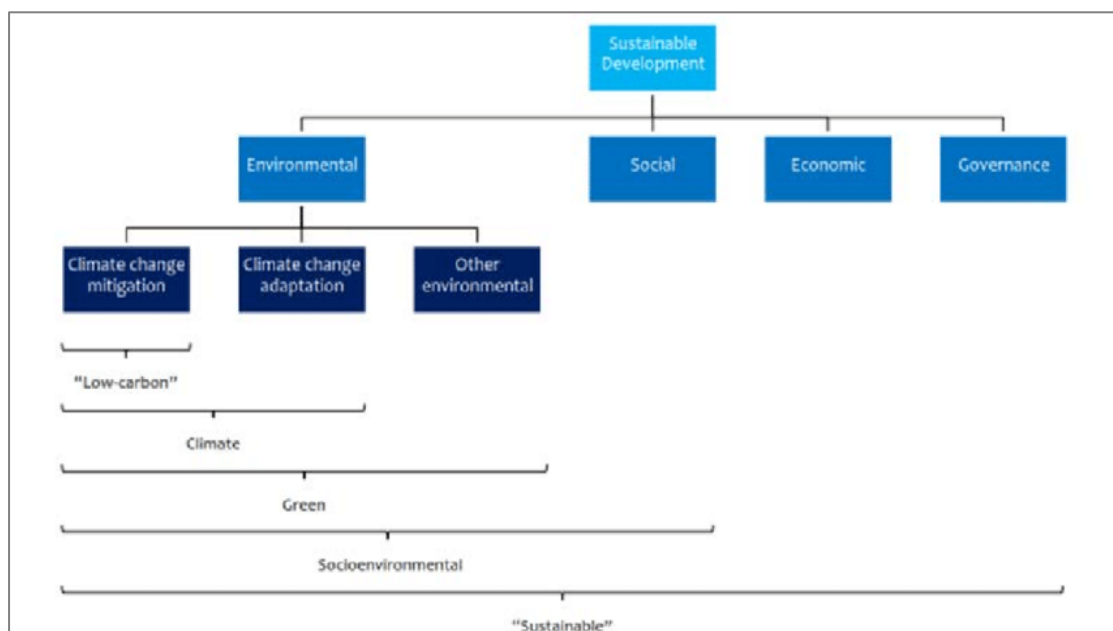 Sustainable
Development
Environmental
Social
Economic
Governance
Climate change
mitigation
Climate change
adaptation
Other
environmental
“Low-carbon”
Climate
Green
Socioenvironmental
“Sustainable”